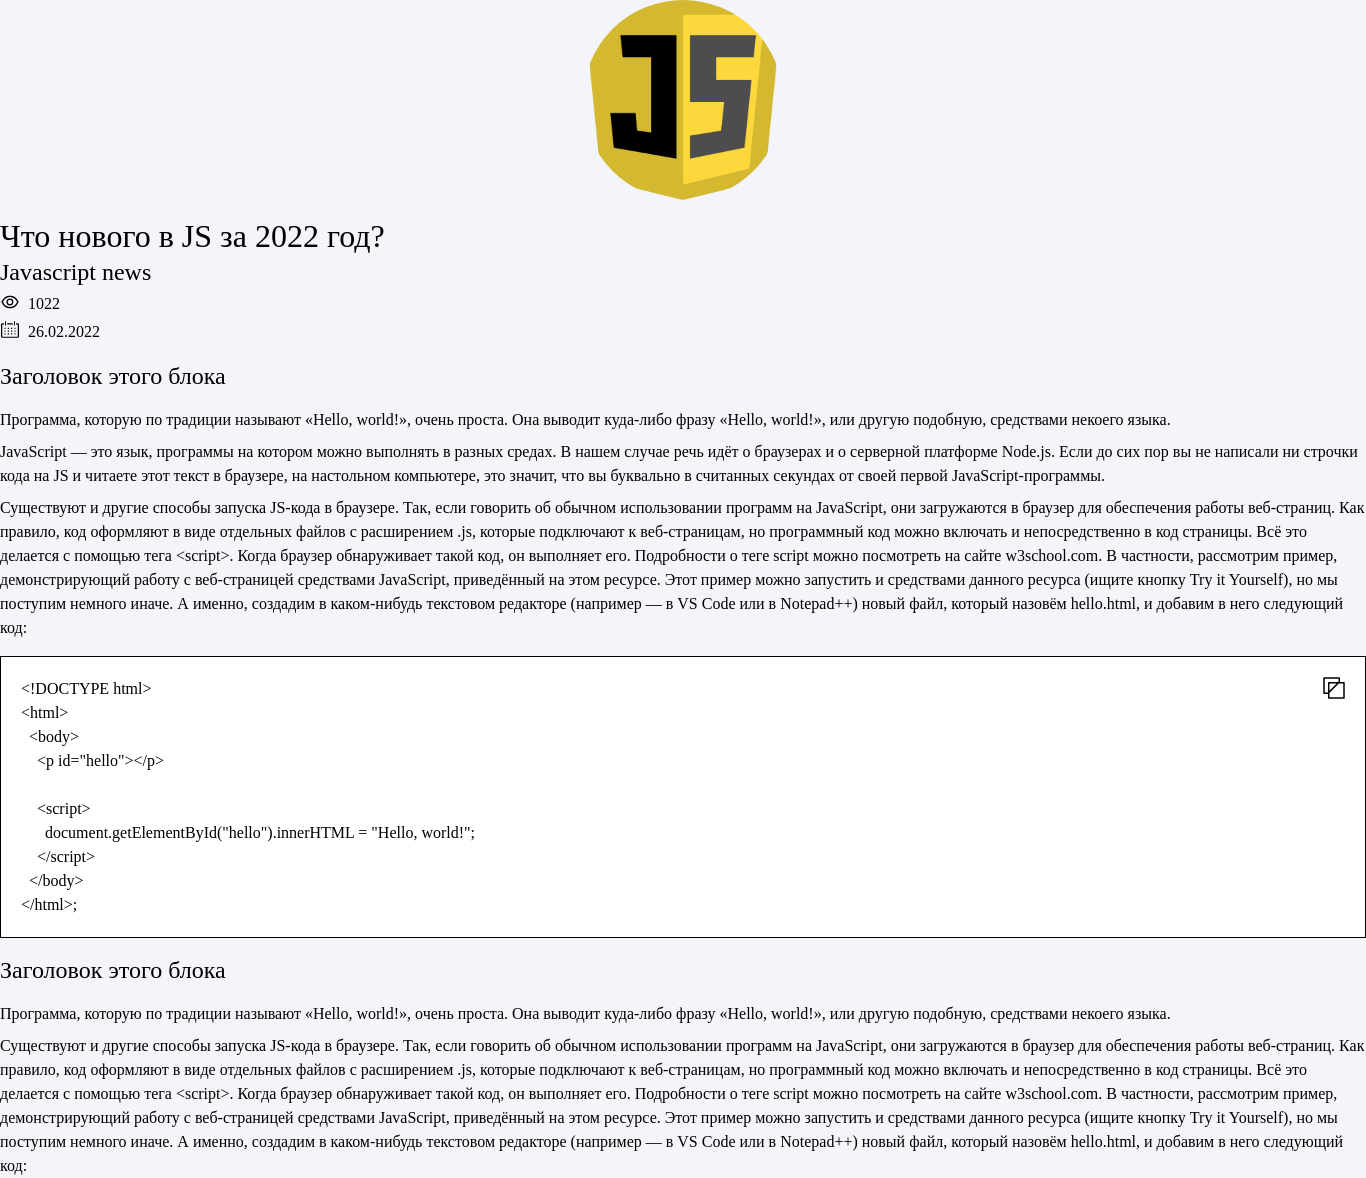 JS
Что нового в JS за 2022 год?
Javascript news
1022
26.02.2022
Заголовок этого блока
Программа, которую по традиции называют «Hello, world!», очень проста. Она выводит куда-либо фразу «Hello, world!», или другую подобную, средствами некоего языка.
JavaScript — это язык, программы на котором можно выполнять в разных средах. В нашем случае речь идёт о браузерах и о серверной платформе Node.js. Если до сих пор вы не написали ни строчки
кода на JS и читаете этот текст в браузере, на настольном компьютере, это значит, что вы буквально в считанных секундах от своей первой JavaScript-программы.
Существуют и другие способы запуска JS-кода в браузере. Так, если говорить об обычном использовании программ на JavaScript, они загружаются в браузер для обеспечения работы веб-страниц. Как
правило, код оформляют в виде отдельных файлов с расширением .js, которые подключают к веб-страницам, но программный код можно включать и непосредственно в код страницы. Всё это
делается с помощью тега <script>. Когда браузер обнаруживает такой код, он выполняет его. Подробности о теге script можно посмотреть на сайте w3school.com. В частности, рассмотрим пример,
демонстрирующий работу с веб-страницей средствами JavaScript, приведённый на этом ресурсе. Этот пример можно запустить и средствами данного ресурса (ищите кнопку Try it Yourself), но мы
поступим немного иначе. А именно, создадим в каком-нибудь текстовом редакторе (например — в VS Code или в Notepad++) новый файл, который назовём hello.html, и добавим в него следующий
код:
<!DOCTYPE html>
<html>
  <body>
    <p id="hello"></p>

    <script>
      document.getElementById("hello").innerHTML = "Hello, world!";
    </script>
  </body>
</html>;
Заголовок этого блока
Программа, которую по традиции называют «Hello, world!», очень проста. Она выводит куда-либо фразу «Hello, world!», или другую подобную, средствами некоего языка.
Существуют и другие способы запуска JS-кода в браузере. Так, если говорить об обычном использовании программ на JavaScript, они загружаются в браузер для обеспечения работы веб-страниц. Как
правило, код оформляют в виде отдельных файлов с расширением .js, которые подключают к веб-страницам, но программный код можно включать и непосредственно в код страницы. Всё это
делается с помощью тега <script>. Когда браузер обнаруживает такой код, он выполняет его. Подробности о теге script можно посмотреть на сайте w3school.com. В частности, рассмотрим пример,
демонстрирующий работу с веб-страницей средствами JavaScript, приведённый на этом ресурсе. Этот пример можно запустить и средствами данного ресурса (ищите кнопку Try it Yourself), но мы
поступим немного иначе. А именно, создадим в каком-нибудь текстовом редакторе (например — в VS Code или в Notepad++) новый файл, который назовём hello.html, и добавим в него следующий
код: